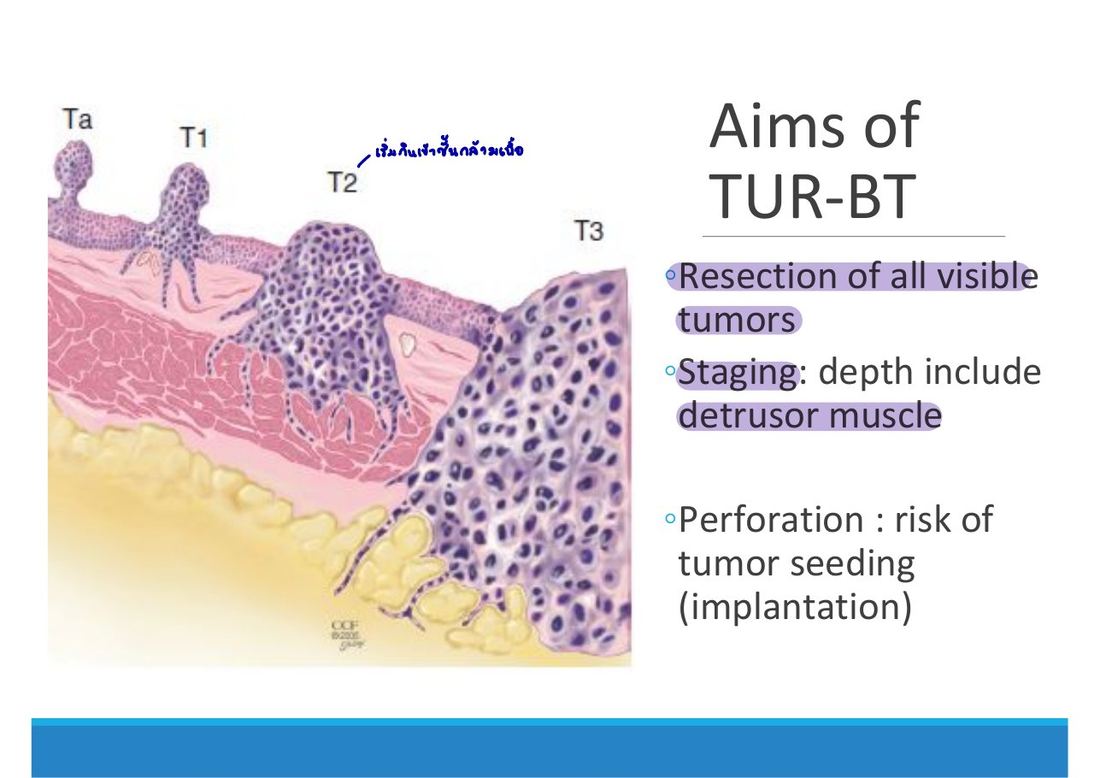 Ta
T1
เริ่มกินเข้าชั้นกล้ามเนื้อ
T2
T3
CCF
©2005
Aims of
TUR-BT
◦Resection of all visible
tumors
◦Staging: depth include
detrusor muscle
◦Perforation : risk of
tumor seeding
(implantation)